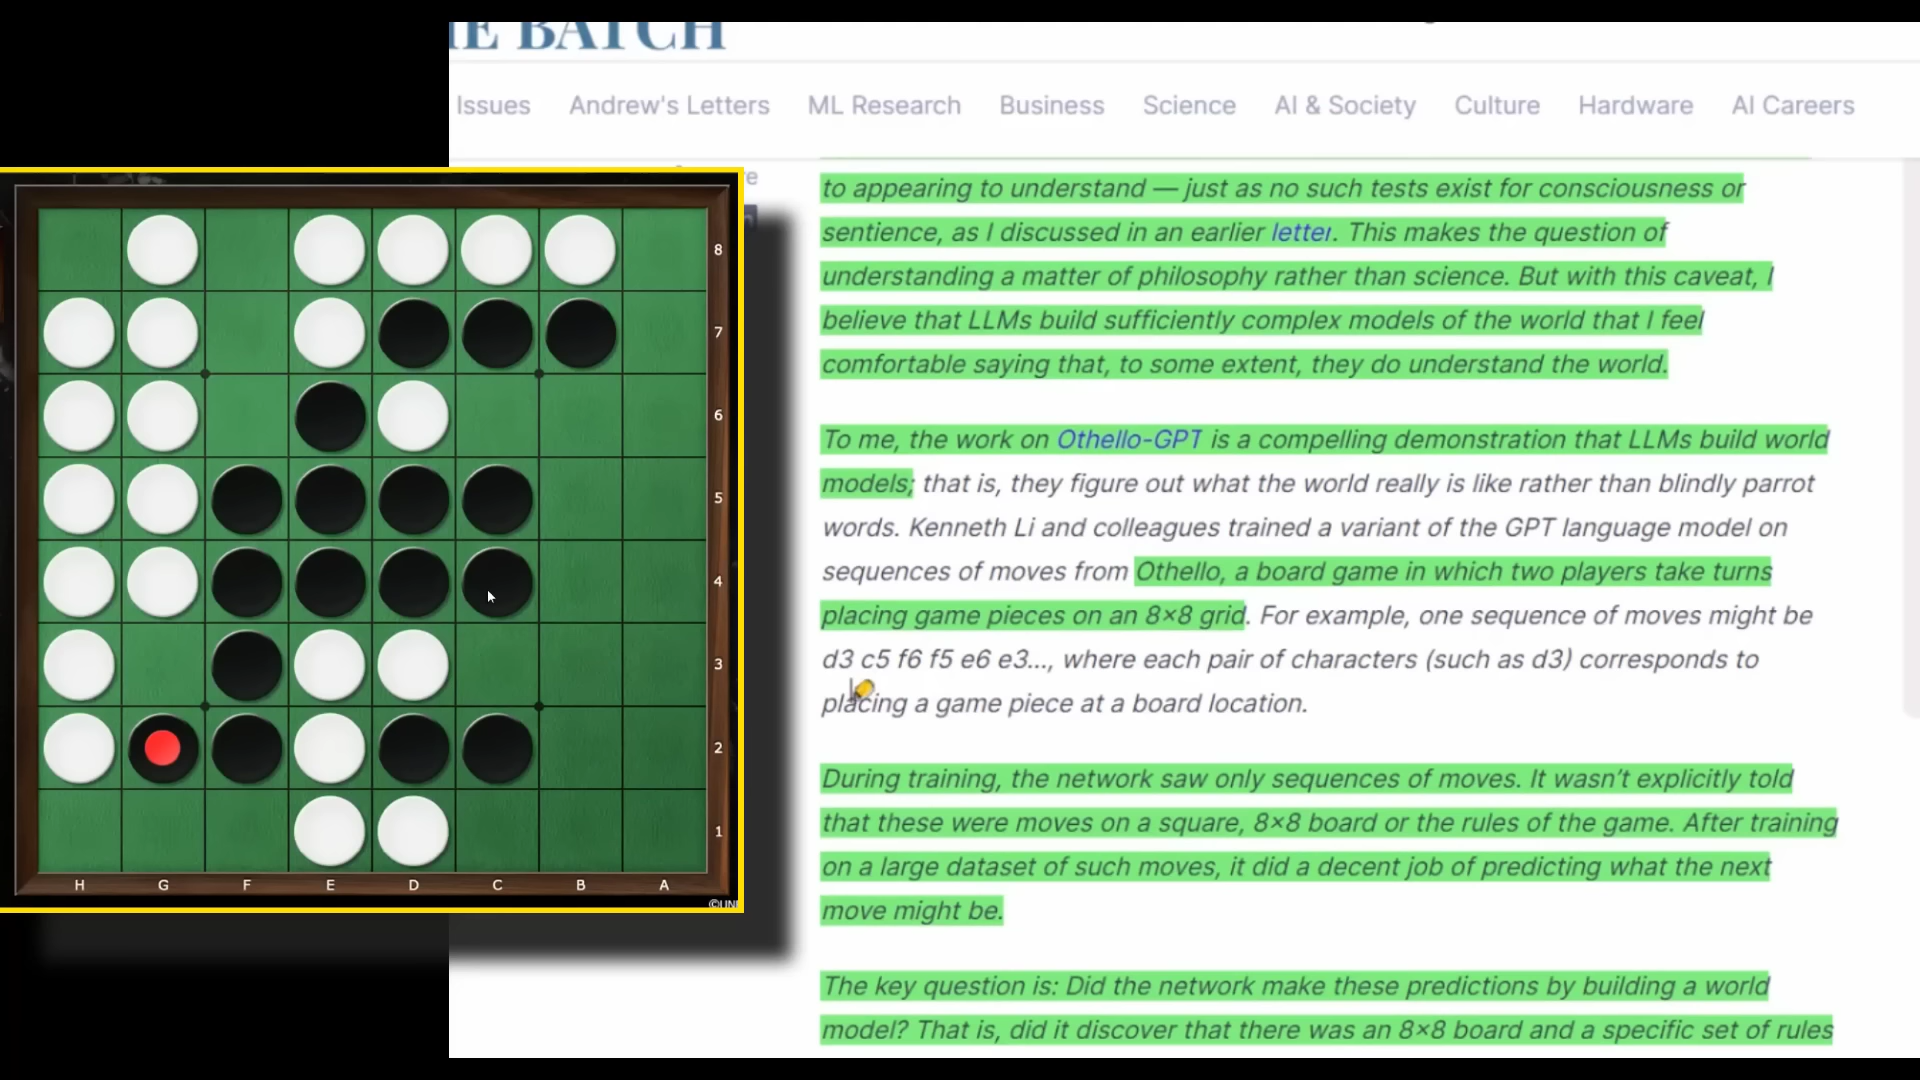 THE BATCH
Issues Andrew's Letters ML Research Business Science AI & Society Culture Hardware AI Careers
to appearing to understand — just as no such tests exist for consciousness or
sentience, as I discussed in an earlier letter. This makes the question of
understanding a matter of philosophy rather than science. But with this caveat, I
believe that LLMs build sufficiently complex models of the world that I feel
comfortable saying that, to some extent, they do understand the world.
To me, the work on Othello-GPT is a compelling demonstration that LLMs build world
models; that is, they figure out what the world really is like rather than blindly parrot
words. Kenneth Li and colleagues trained a variant of the GPT language model on
sequences of moves from Othello, a board game in which two players take turns
placing game pieces on an 8×8 grid. For example, one sequence of moves might be
d3 c5 f6 f5 e6 e3…, where each pair of characters (such as d3) corresponds to
placing a game piece at a board location.
During training, the network saw only sequences of moves. It wasn't explicitly told
that these were moves on a square, 8×8 board or the rules of the game. After training
on a large dataset of such moves, it did a decent job of predicting what the next
move might be.
The key question is: Did the network make these predictions by building a world
model? That is, did it discover that there was an 8×8 board and a specific set of rules
8
7
6
5
4
3
2
1
H G F E D C B A